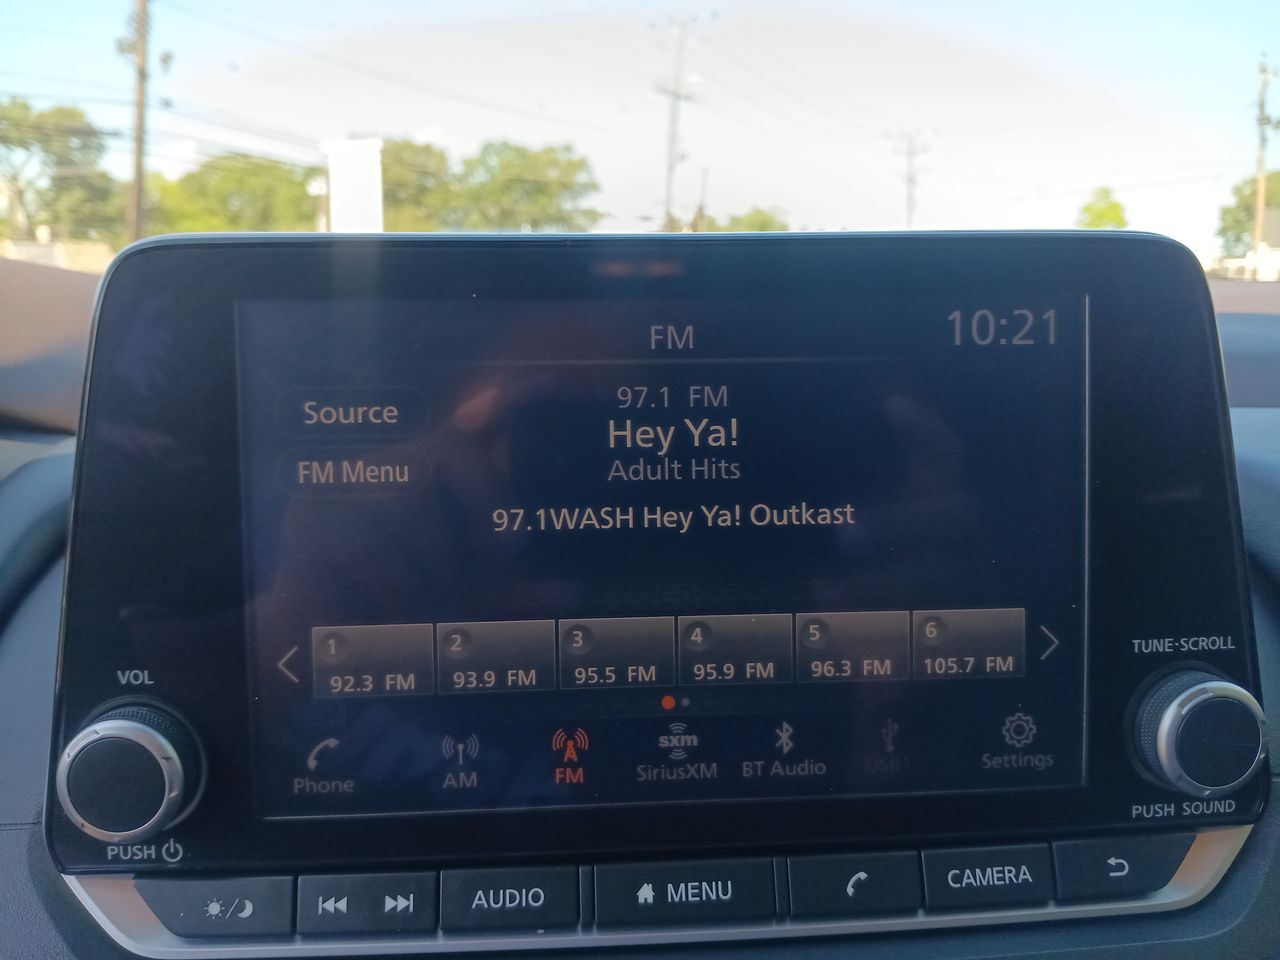 FM
10:21
Source
97.1 FM
Hey Ya!
FM Menu
Adult Hits
97.1WASH Hey Ya! Outkast
1
92.3 FM
2
93.9 FM
3
95.5 FM
4
95.9 FM
5
96.3 FM
6
105.7 FM
VOL
TUNE·SCROLL
Phone
AM
FM
sxm
SiriusXM
BT Audio
USB1
Settings
PUSH
PUSH SOUND
AUDIO
MENU
CAMERA